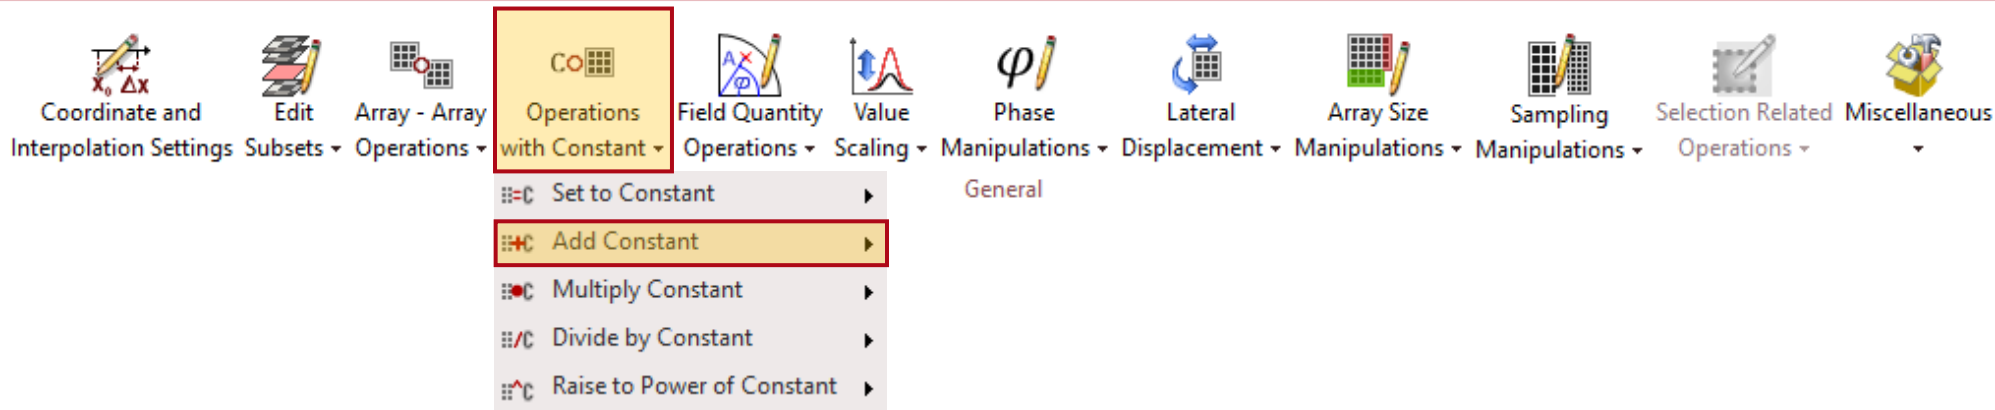 Coordinate and
Interpolation Settings
Edit
Subsets
Array - Array
Operations
Operations
with Constant
Field Quantity
Operations
Value
Scaling
Phase
Manipulations
Lateral
Displacement
Array Size
Manipulations
Sampling
Manipulations
Selection Related
Operations
Miscellaneous
General
Set to Constant
Add Constant
Multiply Constant
Divide by Constant
Raise to Power of Constant